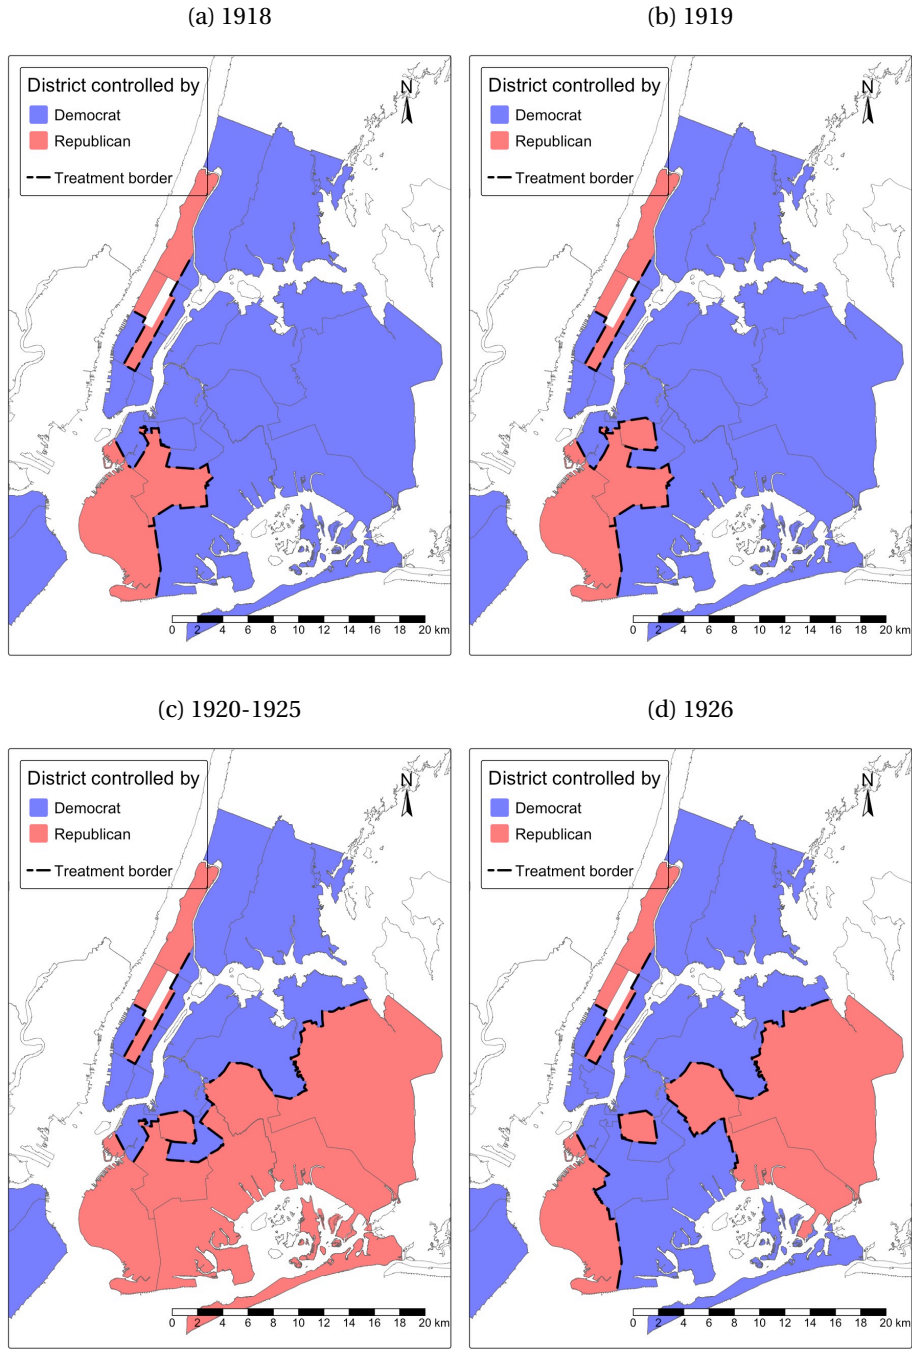 (a) 1918
(b) 1919
District controlled by
Democrat
Republican
Treatment border
N
0 2 4 6 8 10 12 14 16 18 20 km
District controlled by
Democrat
Republican
Treatment border
N
0 2 4 6 8 10 12 14 16 18 20 km
(c) 1920-1925
(d) 1926
District controlled by
Democrat
Republican
Treatment border
N
0 2 4 6 8 10 12 14 16 18 20 km
District controlled by
Democrat
Republican
Treatment border
N
0 2 4 6 8 10 12 14 16 18 20 km